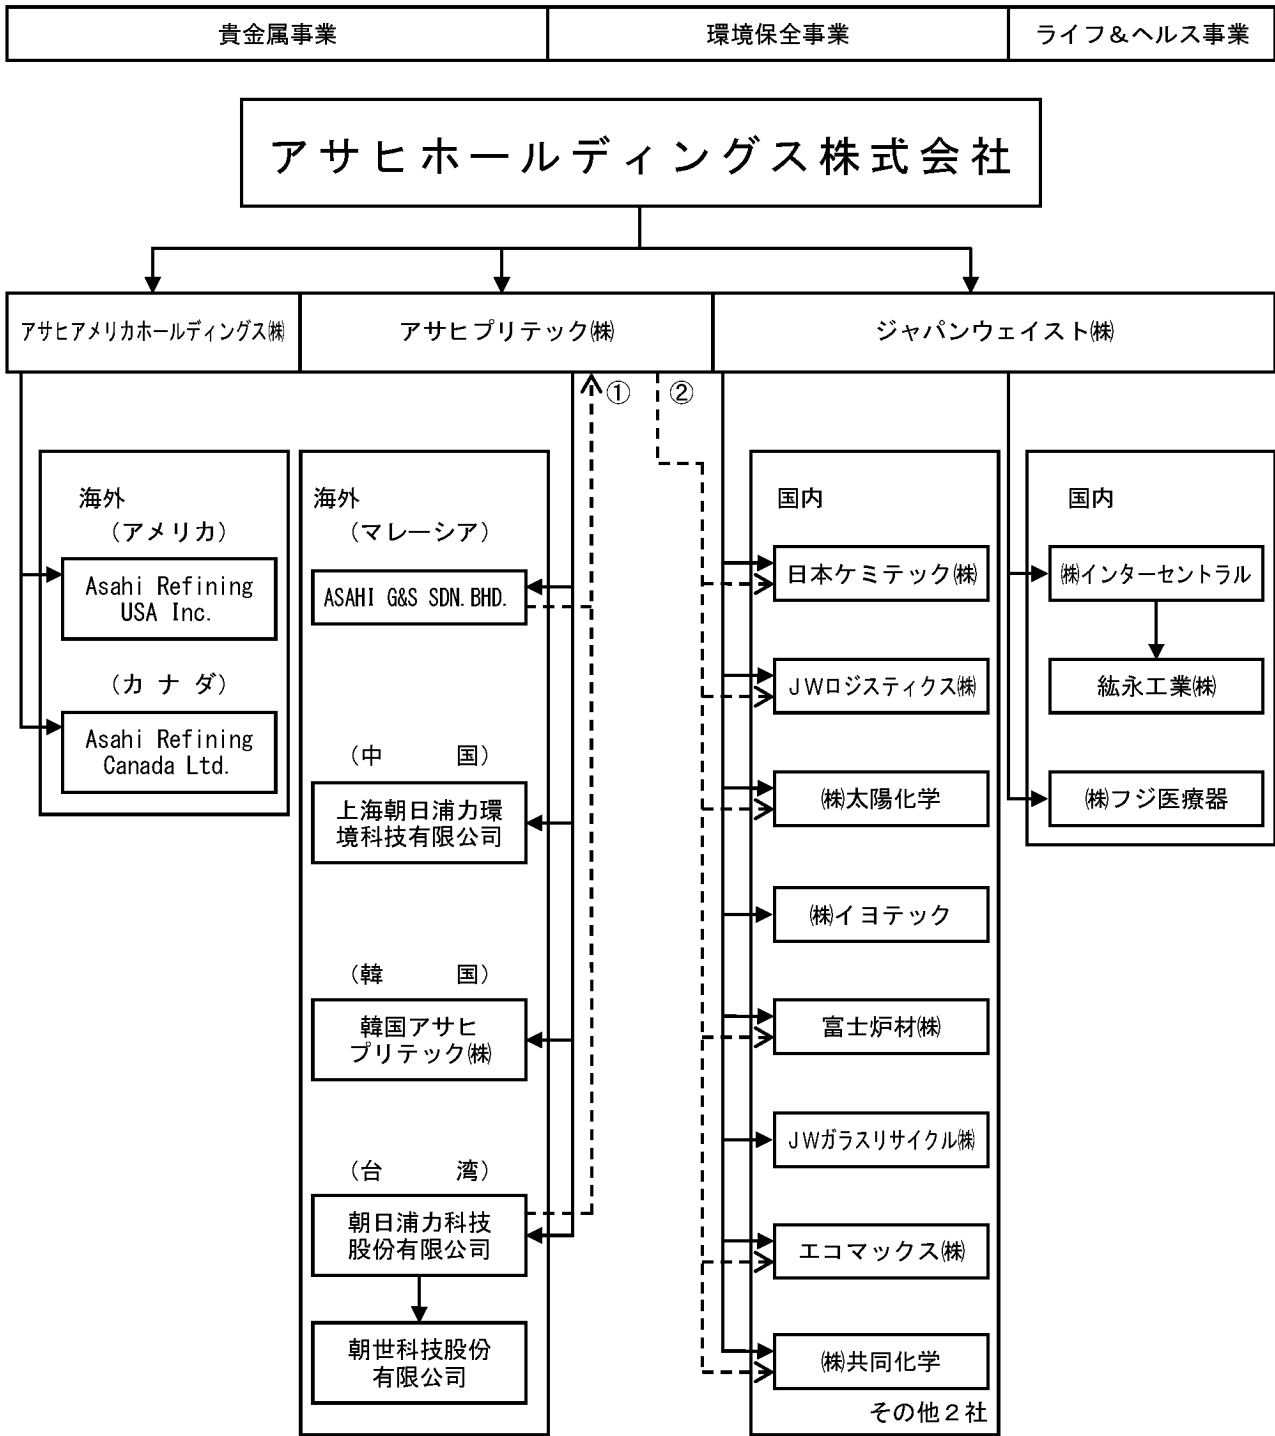 貴金属事業
環境保全事業
ライフ＆ヘルス事業
アサヒホールディングス株式会社
アサヒアメリカホールディングス㈱
アサヒプリテック㈱
ジャパンウェイスト㈱
①
②
海外
(アメリカ)
Asahi Refining
USA Inc.
(カナダ)
Asahi Refining
Canada Ltd.
海外
(マレーシア)
ASAHI G&S SDN.BHD.
(中　　国)
上海朝日浦力環
境科技有限公司
(韓　　国)
韓国アサヒ
プリテック㈱
(台　　湾)
朝日浦力科技
股份有限公司
朝世科技股份
有限公司
国内
日本ケミテック㈱
ＪＷロジスティクス㈱
㈱太陽化学
㈱イヨテック
富士炉材㈱
ＪＷガラスリサイクル㈱
エコマックス㈱
㈱共同化学
その他２社
国内
㈱インターセントラル
紘永工業㈱
㈱フジ医療器